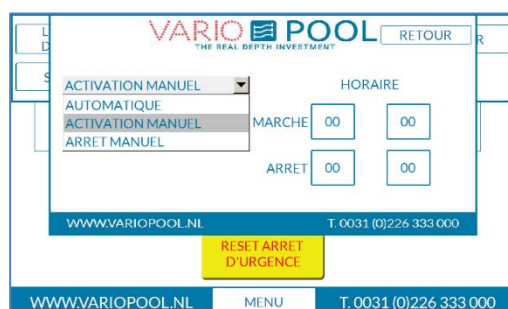 VARIO POOL
THE REAL DEPTH INVESTMENT
RETOUR
L
D
R
S
ACTIVATION MANUEL
HORAIRE
AUTOMATIQUE
ACTIVATION MANUEL
MARCHE 00 00
ARRET MANUEL
ARRET 00 00
WWW.VARIOPOOL.NL T. 0031 (0)226 333 000
RESET ARRET
D'URGENCE
WWW.VARIOPOOL.NL MENU T. 0031 (0)226 333 000